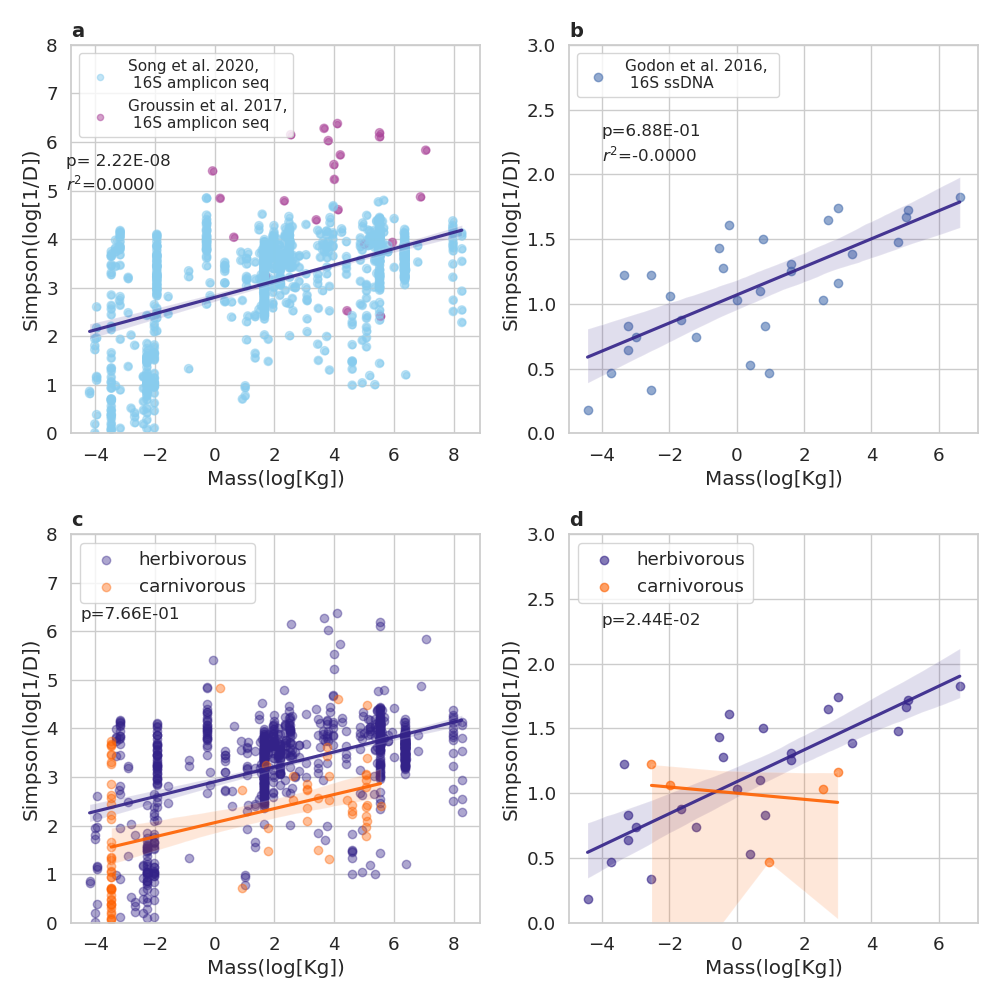 a
Song et al. 2020,
16S amplicon seq
Groussin et al. 2017,
16S amplicon seq
p= 2.22E-08
r²=0.0000
8
7
6
5
4
3
2
1
0
Simpson(log[1/D])
−4 −2 0 2 4 6 8
Mass(log[Kg])
b
Godon et al. 2016,
16S ssDNA
p=6.88E-01
r²=-0.0000
3.0
2.5
2.0
1.5
1.0
0.5
0.0
Simpson(log[1/D])
−4 −2 0 2 4 6
Mass(log[Kg])
c
herbivorous
carnivorous
p=7.66E-01
8
7
6
5
4
3
2
1
0
Simpson(log[1/D])
−4 −2 0 2 4 6 8
Mass(log[Kg])
d
herbivorous
carnivorous
p=2.44E-02
3.0
2.5
2.0
1.5
1.0
0.5
0.0
Simpson(log[1/D])
−4 −2 0 2 4 6
Mass(log[Kg])